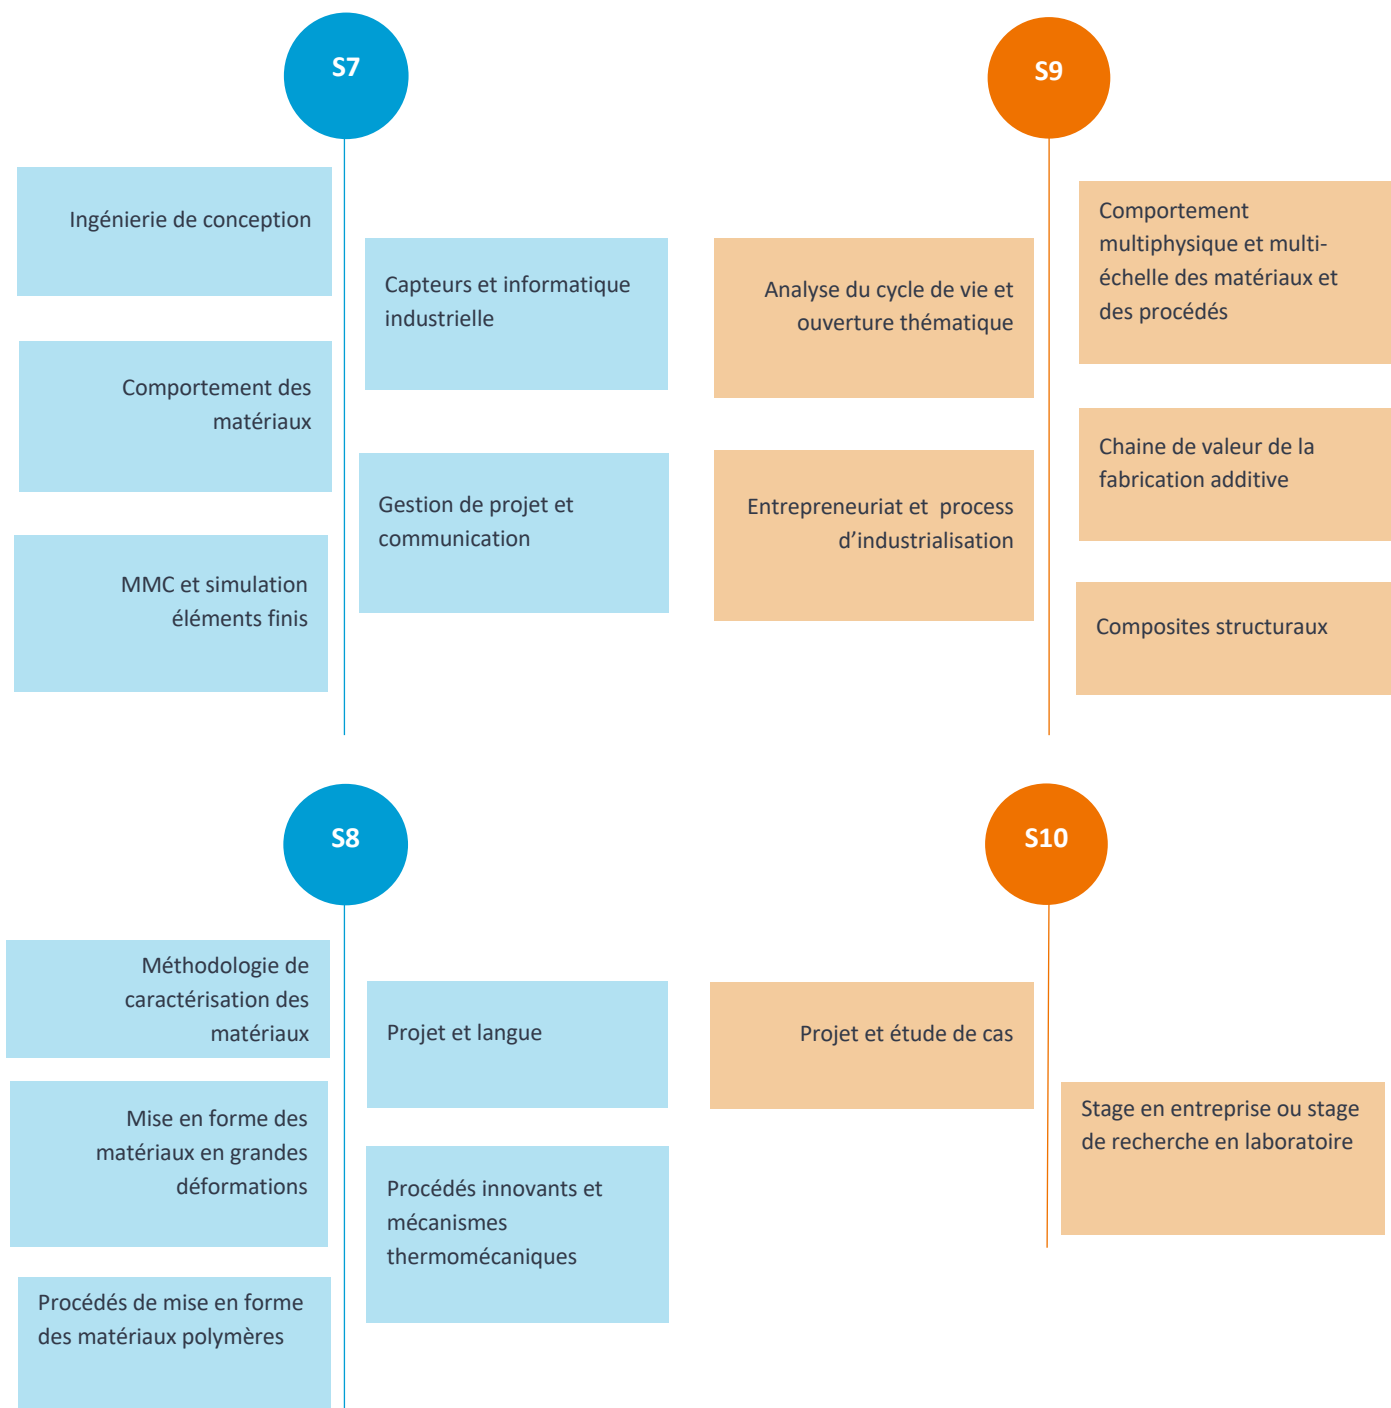 S7
Ingénierie de conception
Capteurs et informatique
industrielle
Comportement des
matériaux
Gestion de projet et
communication
MMC et simulation
éléments finis
S9
Comportement
multiphysique et multi-
échelle des matériaux et
des procédés
Analyse du cycle de vie et
ouverture thématique
Chaine de valeur de la
fabrication additive
Entrepreneuriat et  process
d’industrialisation
Composites structuraux
S8
Méthodologie de
caractérisation des
matériaux
Projet et langue
Mise en forme des
matériaux en grandes
déformations
Procédés innovants et
mécanismes
thermomécaniques
Procédés de mise en forme
des matériaux polymères
S10
Projet et étude de cas
Stage en entreprise ou stage
de recherche en laboratoire